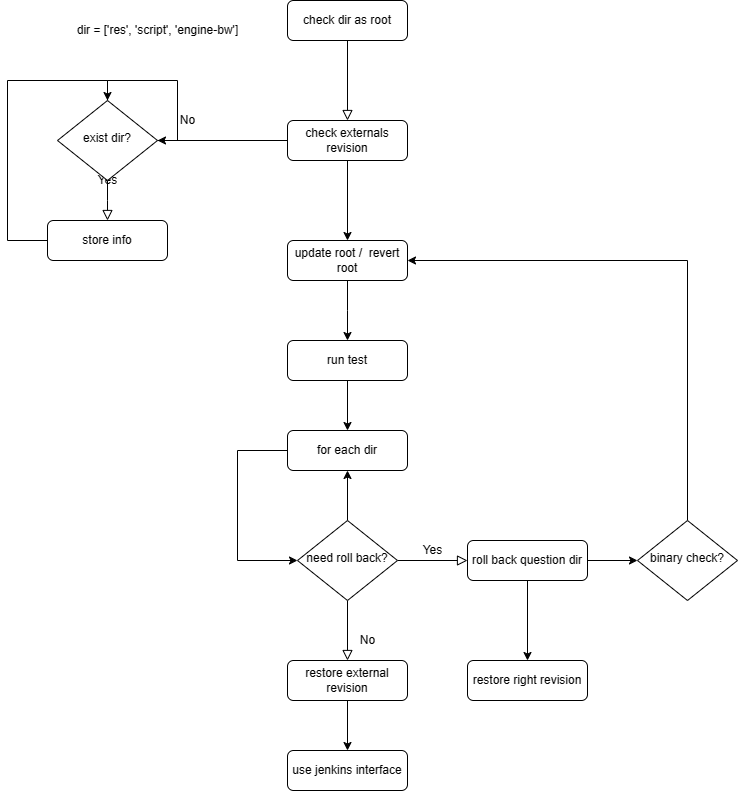 check dir as root
dir = ['res', 'script', 'engine-bw']
No
check externals
revision
exist dir?
Yes
store info
update root /  revert
root
run test
for each dir
need roll back?
Yes
roll back question dir
binary check?
No
restore external
revision
restore right revision
use jenkins interface